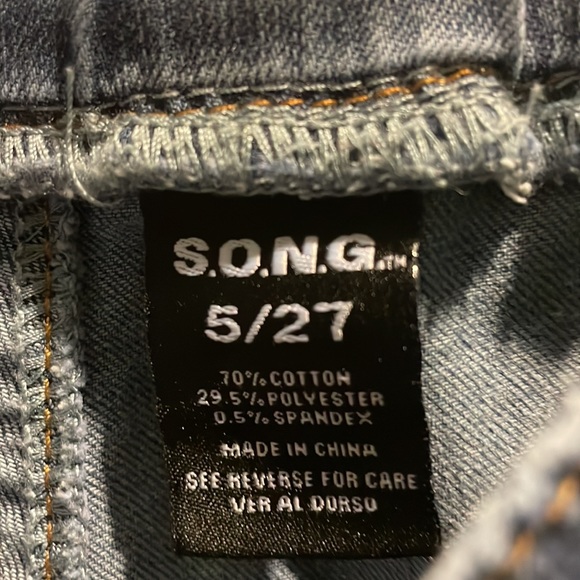 S.O.N.G.™
5/27
70% COTTON
29.5% POLYESTER
0.5% SPANDEX
MADE IN CHINA
SEE REVERSE FOR CARE
VER AL DORSO